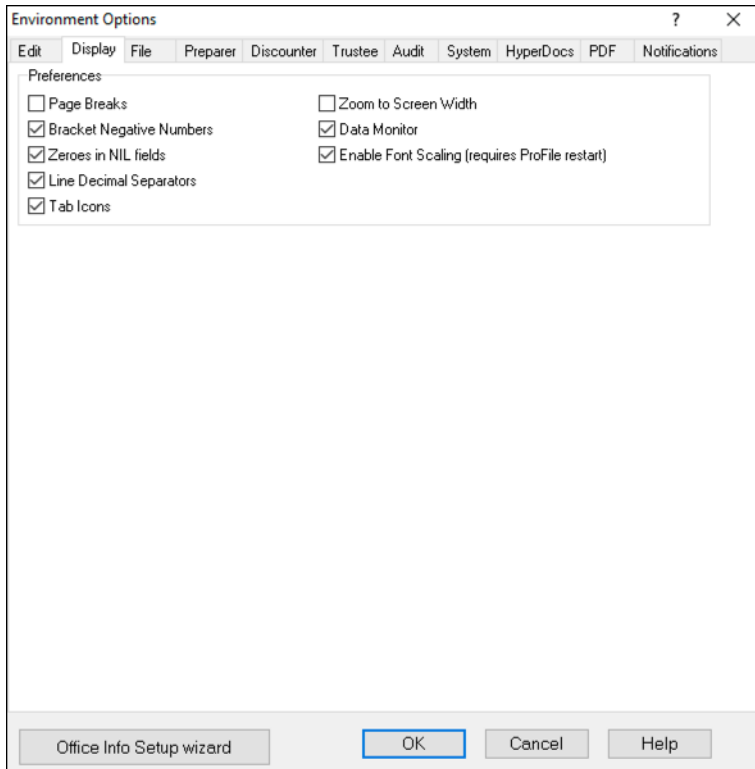 Environment Options ?
Edit Display File Preparer Discounter Trustee Audit System HyperDocs PDF Notifications
Preferences
Page Breaks
Bracket Negative Numbers
Zeroes in NIL fields
Line Decimal Separators
Tab Icons
Zoom to Screen Width
Data Monitor
Enable Font Scaling (requires ProFile restart)
Office Info Setup wizard OK Cancel Help